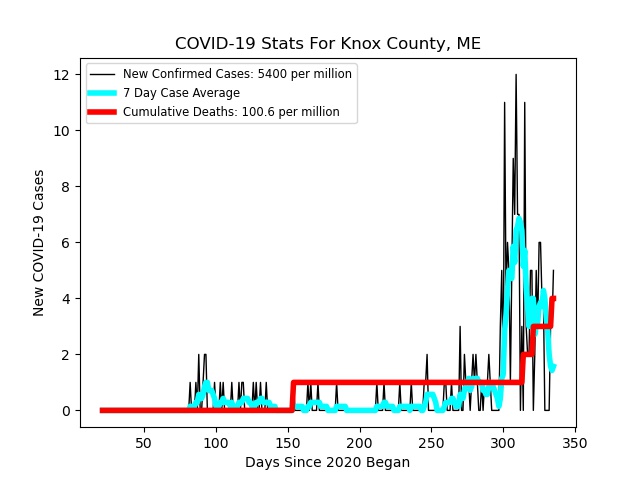 COVID-19 Stats For Knox County, ME
New Confirmed Cases: 5400 per million
7 Day Case Average
Cumulative Deaths: 100.6 per million
New COVID-19 Cases
12
10
8
6
4
2
0
50 100 150 200 250 300 350
Days Since 2020 Began